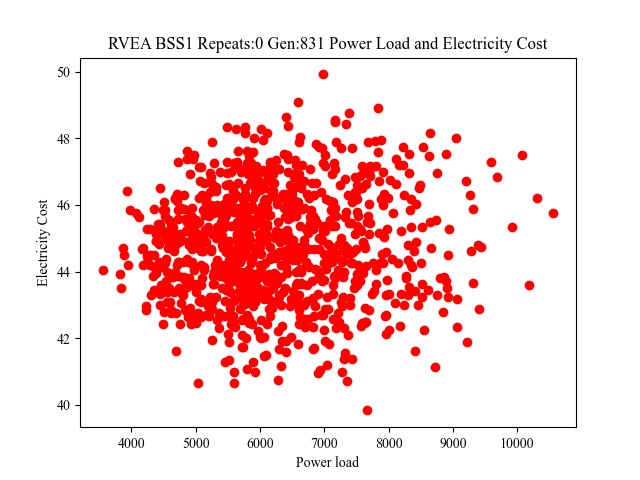 RVEA BSS1 Repeats:0 Gen:831 Power Load and Electricity Cost
50
48
46
44
42
40
Electricity Cost
4000 5000 6000 7000 8000 9000 10000
Power load